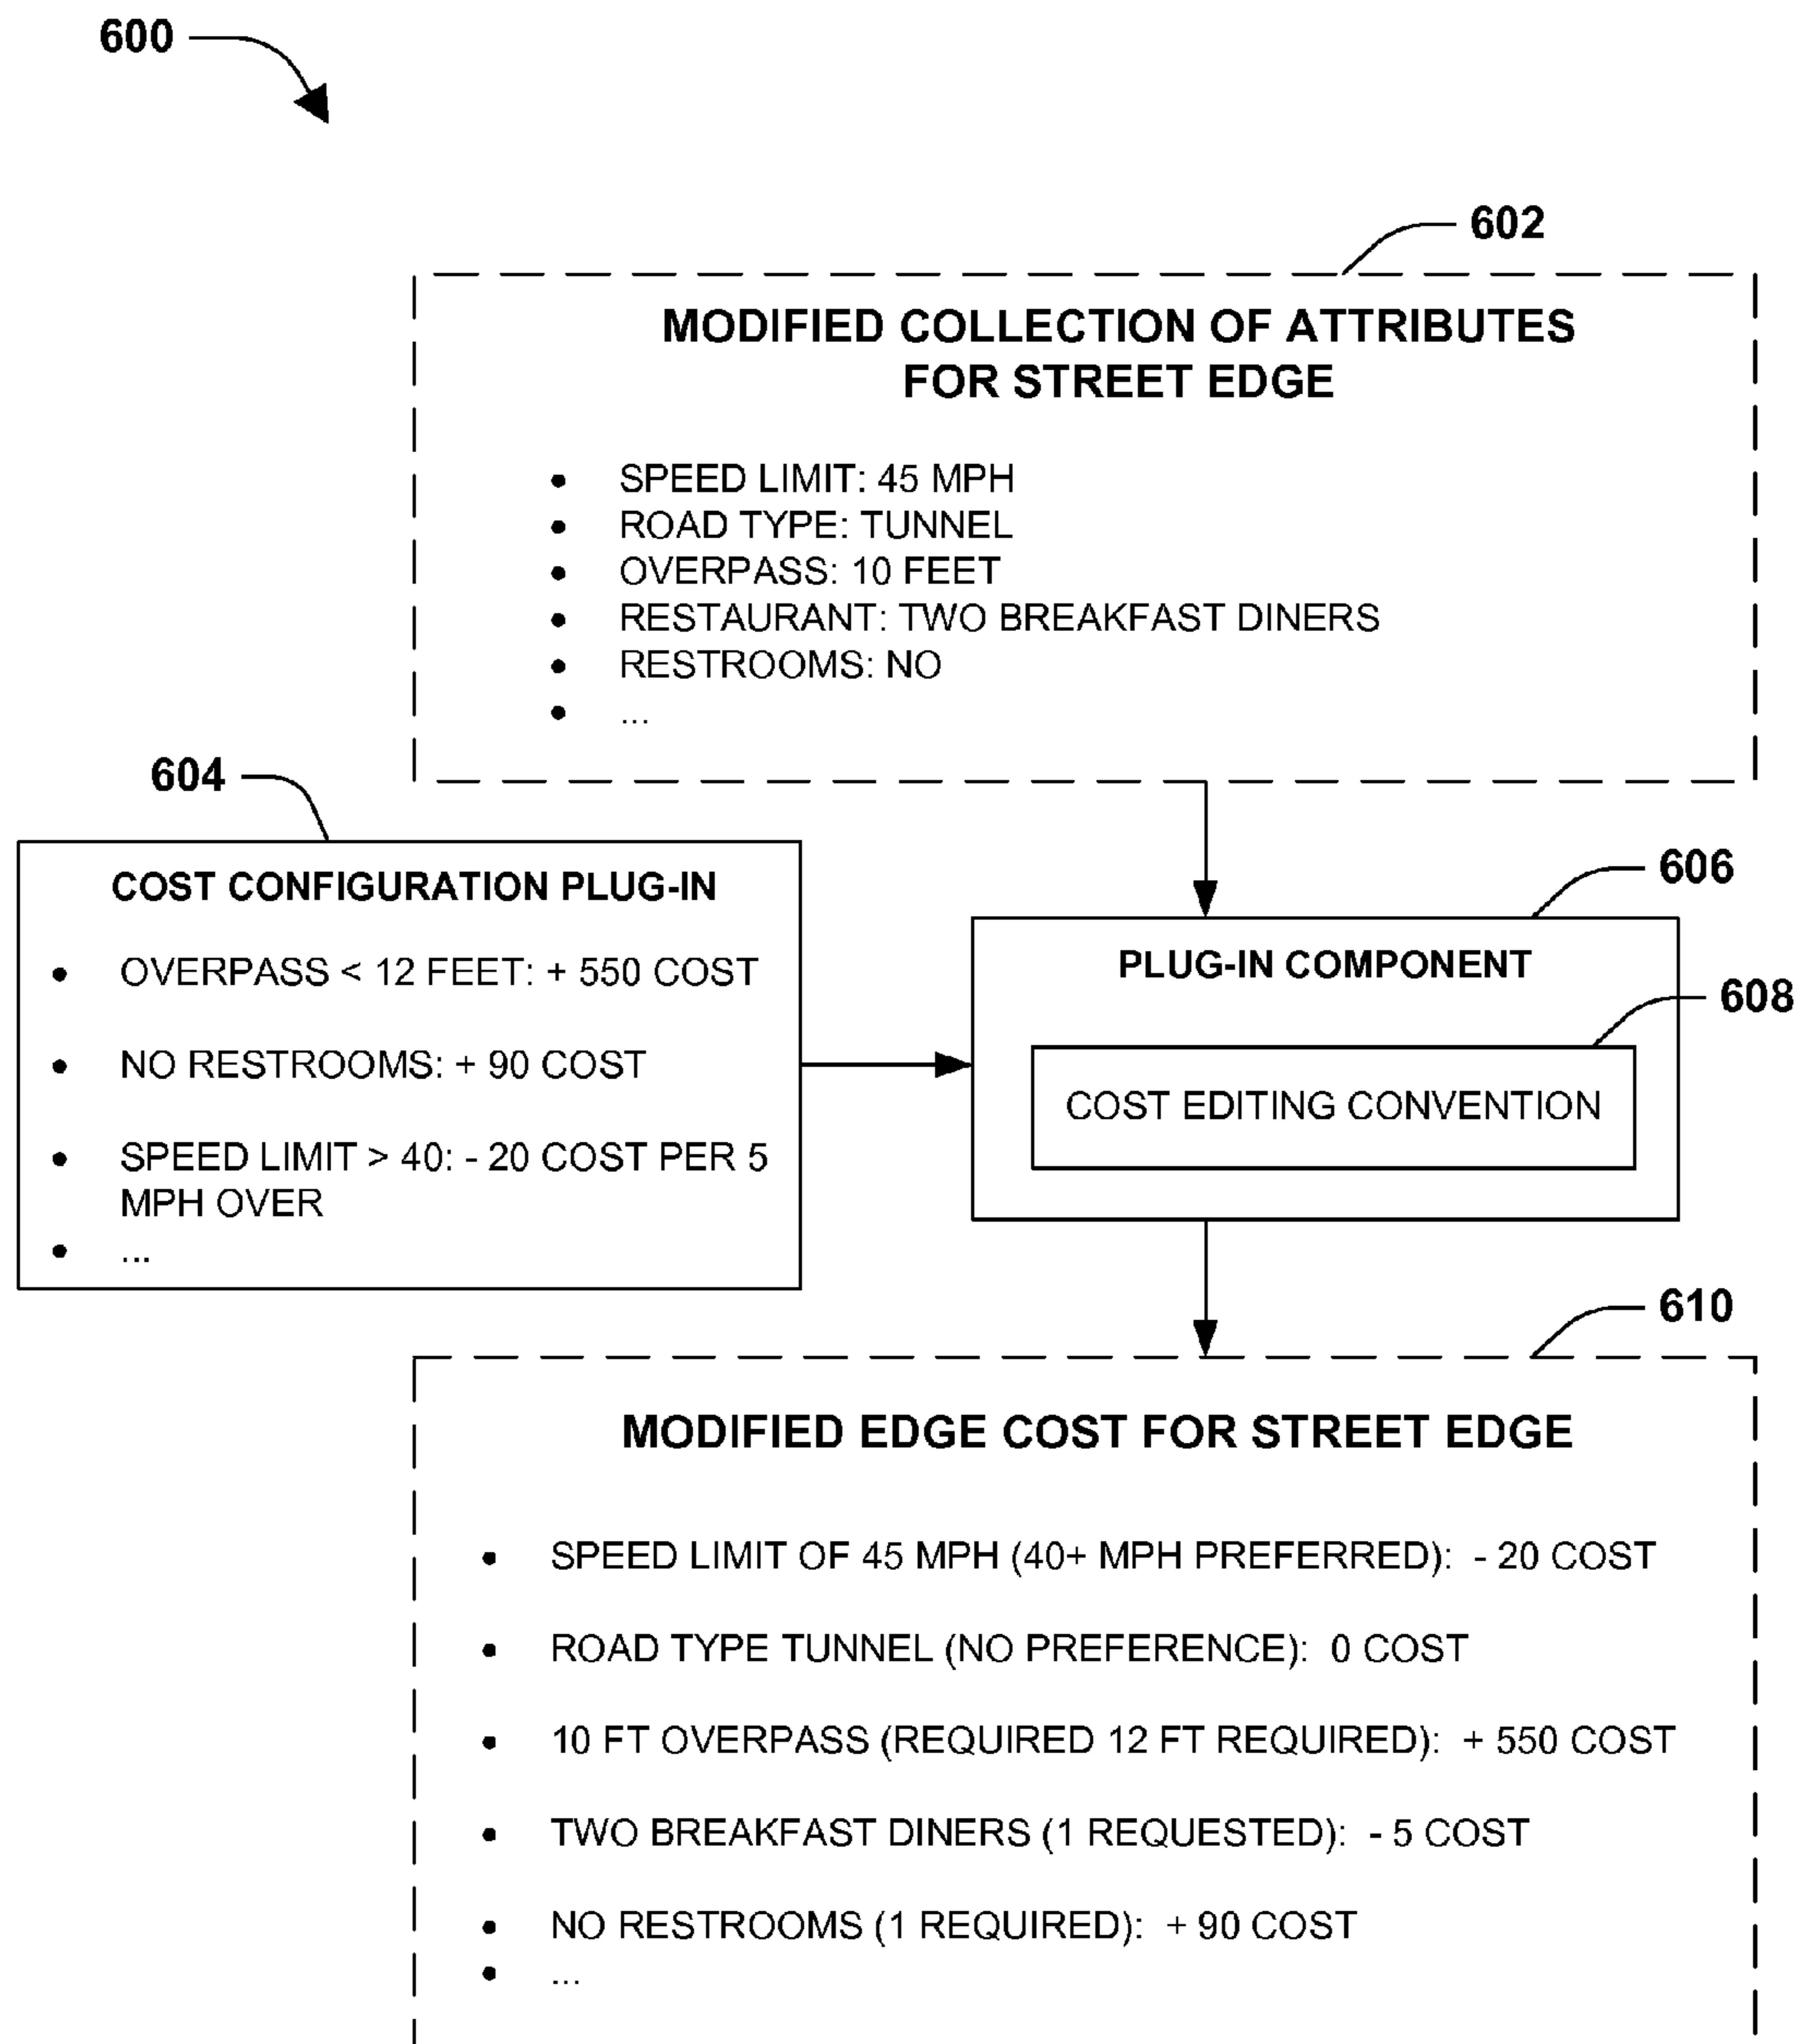 600
602
MODIFIED COLLECTION OF ATTRIBUTES
FOR STREET EDGE
• SPEED LIMIT: 45 MPH
• ROAD TYPE: TUNNEL
• OVERPASS: 10 FEET
• RESTAURANT: TWO BREAKFAST DINERS
• RESTROOMS: NO
• ...
604
COST CONFIGURATION PLUG-IN
• OVERPASS < 12 FEET: + 550 COST
• NO RESTROOMS: + 90 COST
• SPEED LIMIT > 40: - 20 COST PER 5
MPH OVER
• ...
606
PLUG-IN COMPONENT
608
COST EDITING CONVENTION
610
MODIFIED EDGE COST FOR STREET EDGE
• SPEED LIMIT OF 45 MPH (40+ MPH PREFERRED): - 20 COST
• ROAD TYPE TUNNEL (NO PREFERENCE): 0 COST
• 10 FT OVERPASS (REQUIRED 12 FT REQUIRED): + 550 COST
• TWO BREAKFAST DINERS (1 REQUESTED): - 5 COST
• NO RESTROOMS (1 REQUIRED): + 90 COST
• ...